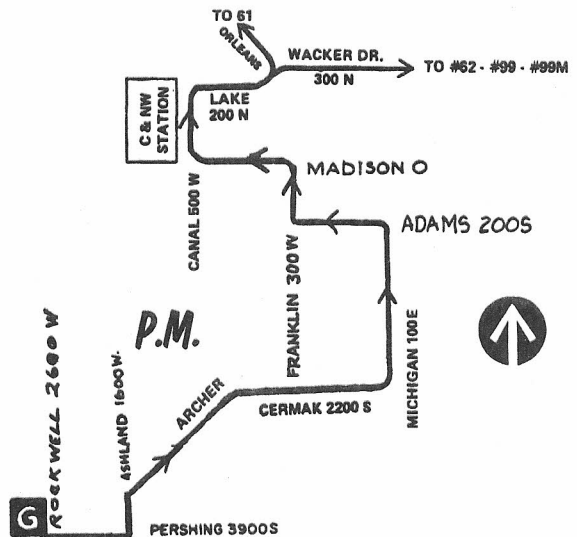 TO 61
ORLEANS
WACKER DR.
300 N
TO #62 - #99 - #99M
C & NW
STATION
LAKE
200 N
MADISON O
CANAL 500 W
ADAMS 200S
FRANKLIN 300 W
MICHIGAN 100E
P.M.
ROCKWELL 2600 W
ASHLAND 1600W.
ARCHER
CERMAK 2200 S
G
PERSHING 3900S